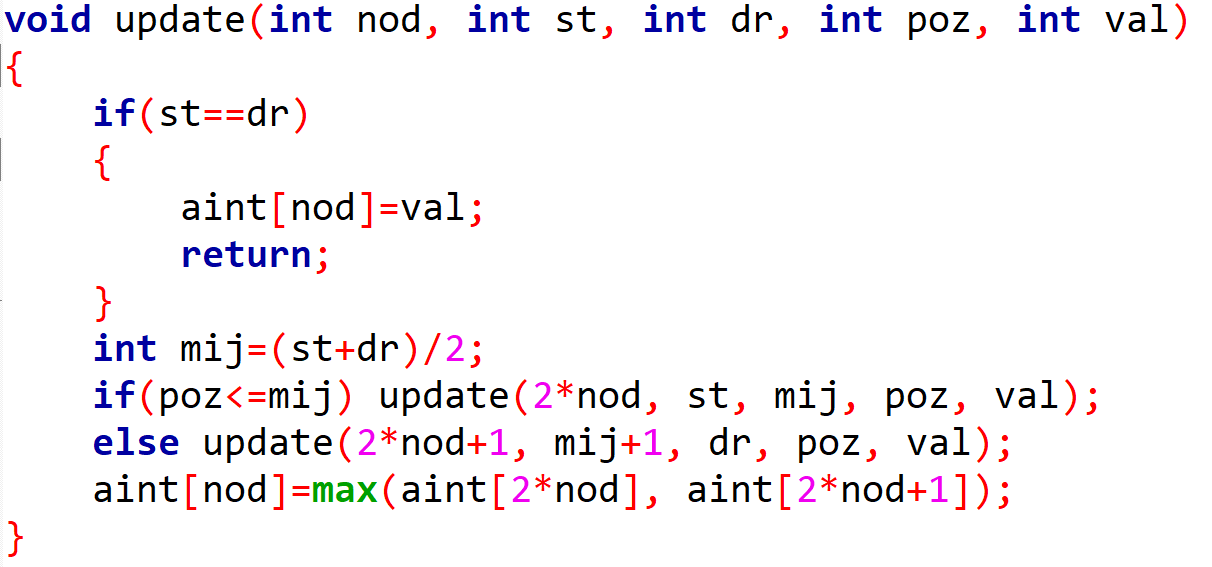 void update(int nod, int st, int dr, int poz, int val)
{
    if(st==dr)
    {
        aint[nod]=val;
        return;
    }
    int mij=(st+dr)/2;
    if(poz<=mij) update(2*nod, st, mij, poz, val);
    else update(2*nod+1, mij+1, dr, poz, val);
    aint[nod]=max(aint[2*nod], aint[2*nod+1]);
}